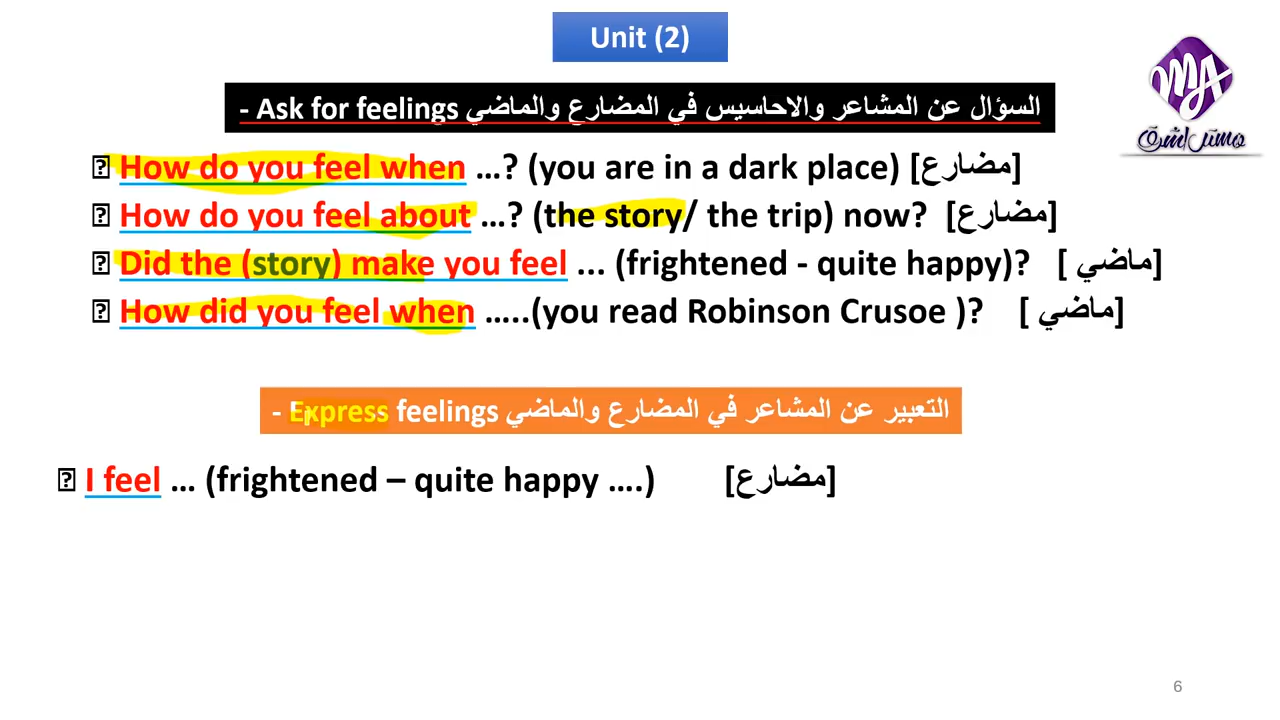 Unit (2)
- Ask for feelings السؤال عن المشاعر والاحاسيس في المضارع والماضي
How do you feel when …? (you are in a dark place) [مضارع]
How do you feel about …? (the story/ the trip) now? [مضارع]
Did the (story) make you feel ... (frightened - quite happy)? [ ماضي]
How did you feel when …..(you read Robinson Crusoe )? [ ماضي]
- Express feelings التعبير عن المشاعر في المضارع والماضي
I feel … (frightened – quite happy ….) [مضارع]
MA
6